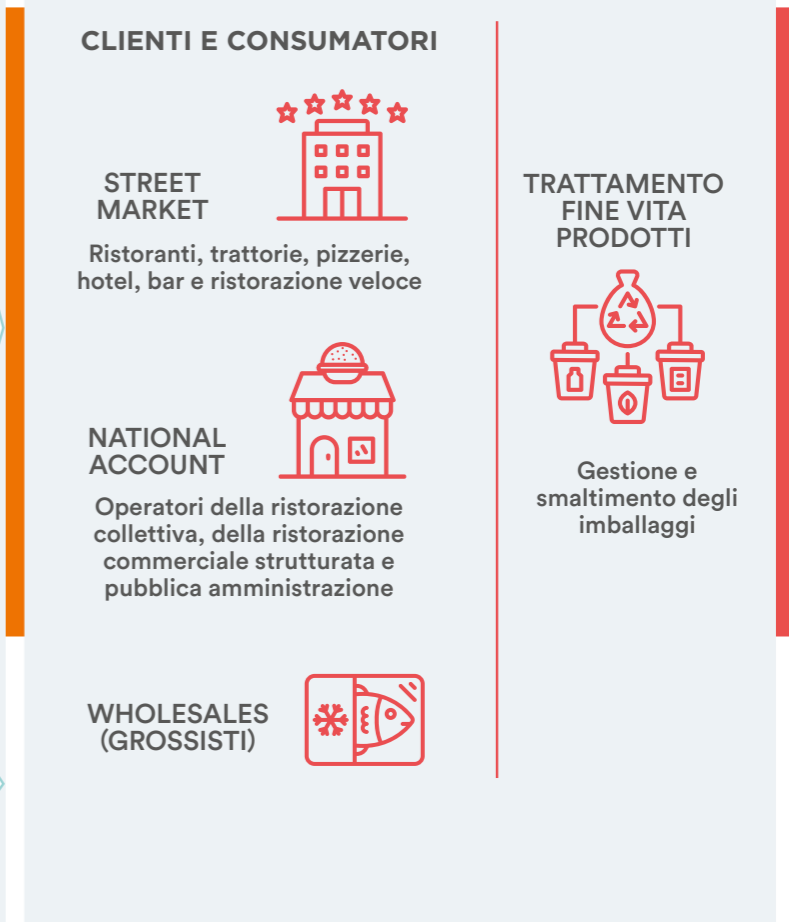 CLIENTI E CONSUMATORI
STREET
MARKET
Ristoranti, trattorie, pizzerie,
hotel, bar e ristorazione veloce
NATIONAL
ACCOUNT
Operatori della ristorazione
collettiva, della ristorazione
commerciale strutturata e
pubblica amministrazione
WHOLESALES
(GROSSISTI)
TRATTAMENTO
FINE VITA
PRODOTTI
Gestione e
smaltimento degli
imballaggi